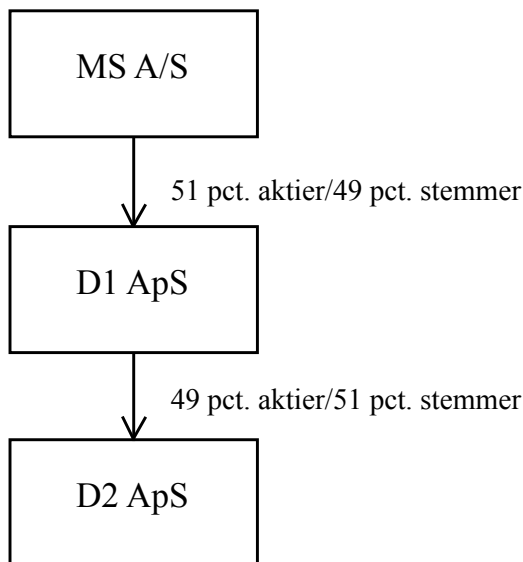 MS A/S
51 pct. aktier/49 pct. stemmer
D1 ApS
49 pct. aktier/51 pct. stemmer
D2 ApS